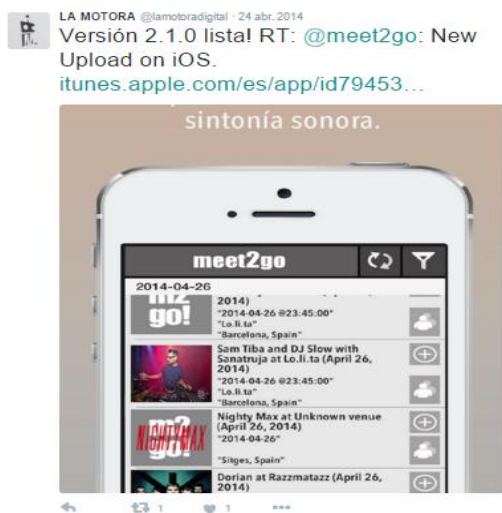 LA MOTORA @lamotoradigital · 24 abr. 2014
Versión 2.1.0 lista! RT: @meet2go: New
Upload on iOS.
itunes.apple.com/es/app/id79453…
sintonía sonora.
meet2go
2014-04-26
m2
go!
2014)
"2014-04-26 @23:45:00"
"Lo.li.ta"
"Barcelona, Spain"
Sam Tiba and DJ Slow with
Sanatruja at Lo.li.ta (April 26,
2014)
"2014-04-26 @23:45:00"
"Lo.li.ta"
"Barcelona, Spain"
m2
go!
NIGHTYMAX
Nighty Max at Unknown venue
(April 26, 2014)
"2014-04-26"
"Sitges, Spain"
Dorian at Razzmatazz (April 26,
2014)
1
1